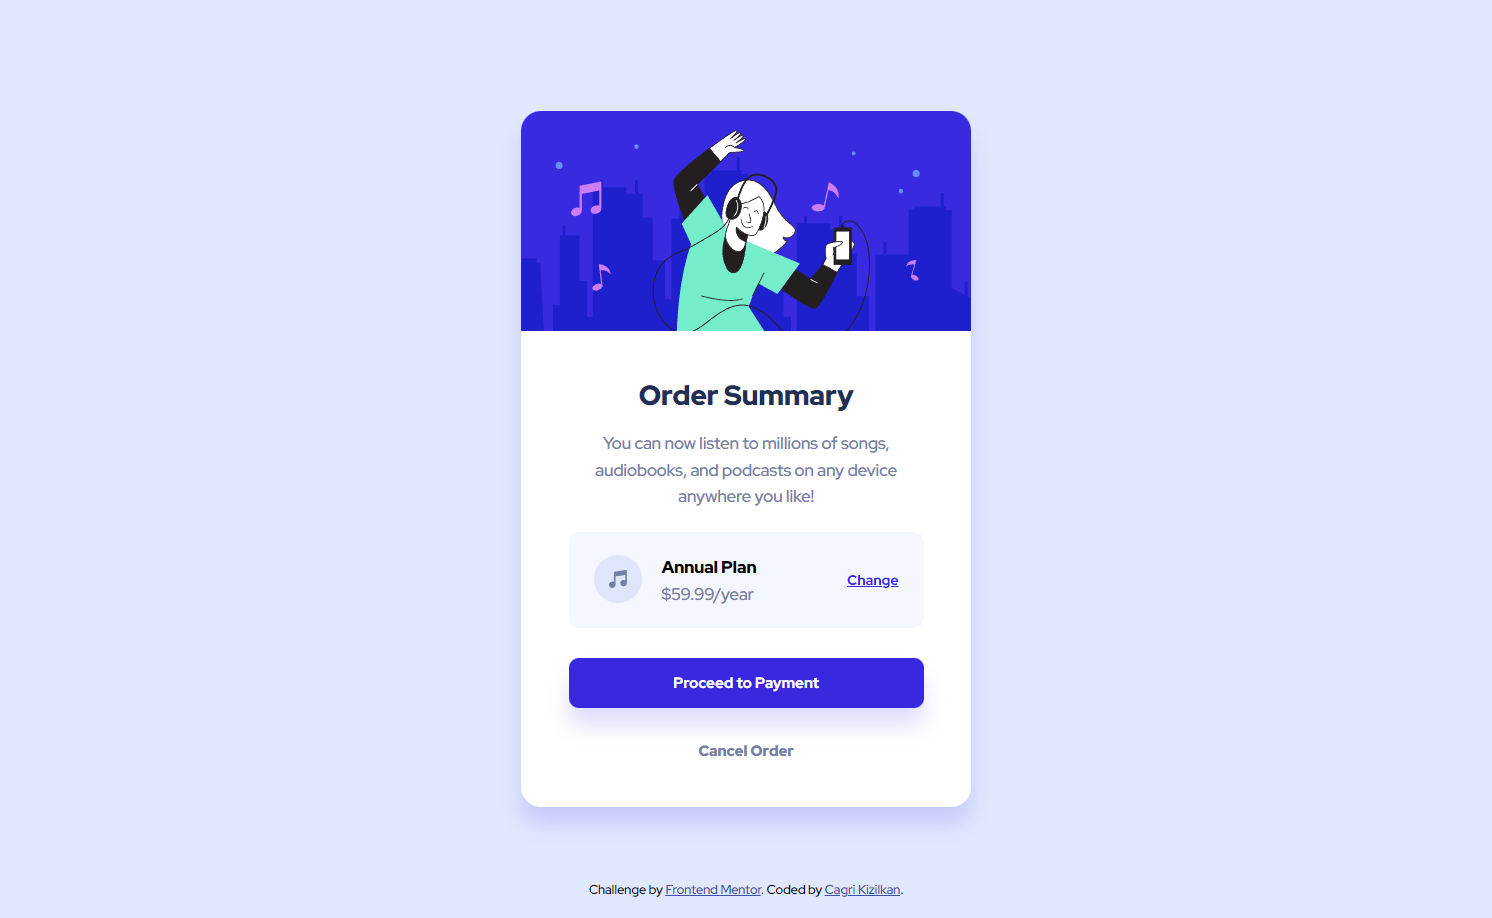 Order Summary
You can now listen to millions of songs,
audiobooks, and podcasts on any device
anywhere you like!
Annual Plan
$59.99/year
Change
Proceed to Payment
Cancel Order
Challenge by Frontend Mentor. Coded by Cagri Kizilkan.